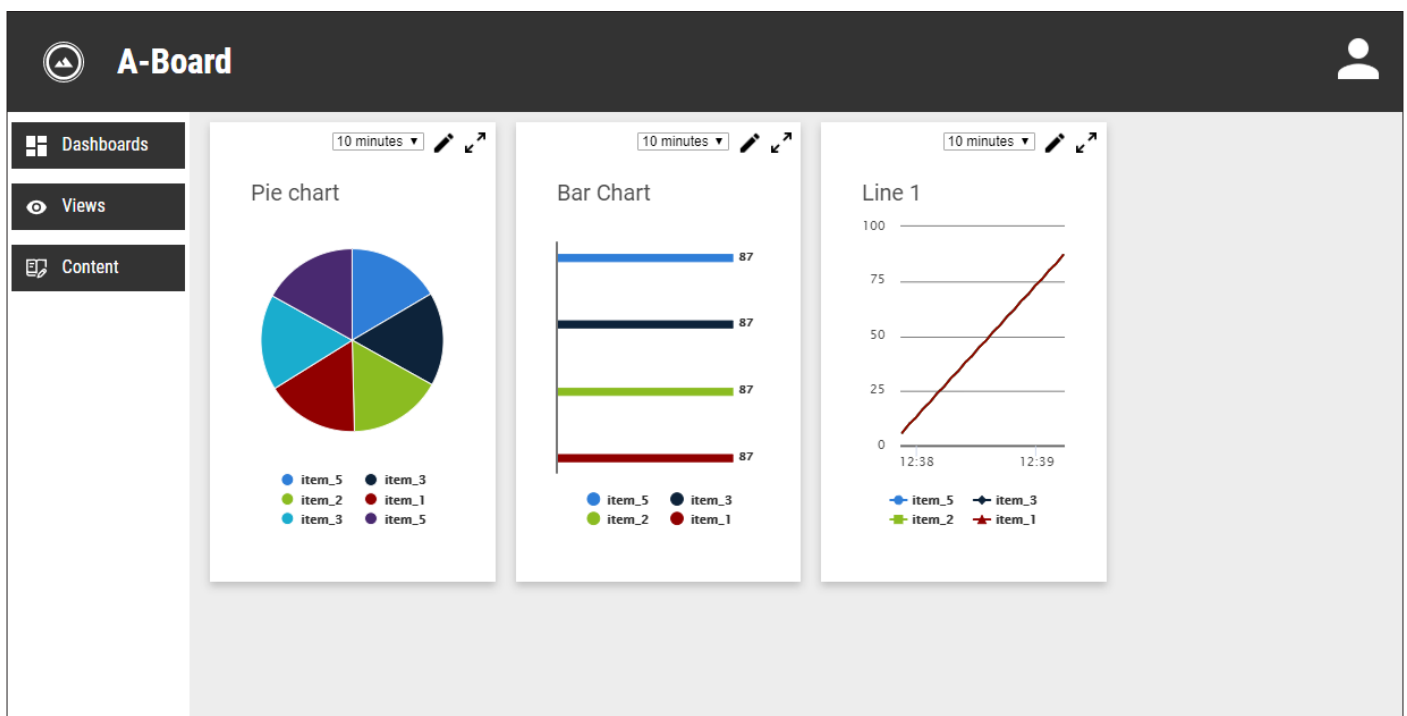 A-Board
Dashboards
Views
Content
10 minutes
Pie chart
item_5 item_3
item_2 item_1
item_3 item_5
10 minutes
Bar Chart
87
87
87
87
item_5 item_3
item_2 item_1
10 minutes
Line 1
100
75
50
25
0
12:38 12:39
item_5 item_3
item_2 item_1